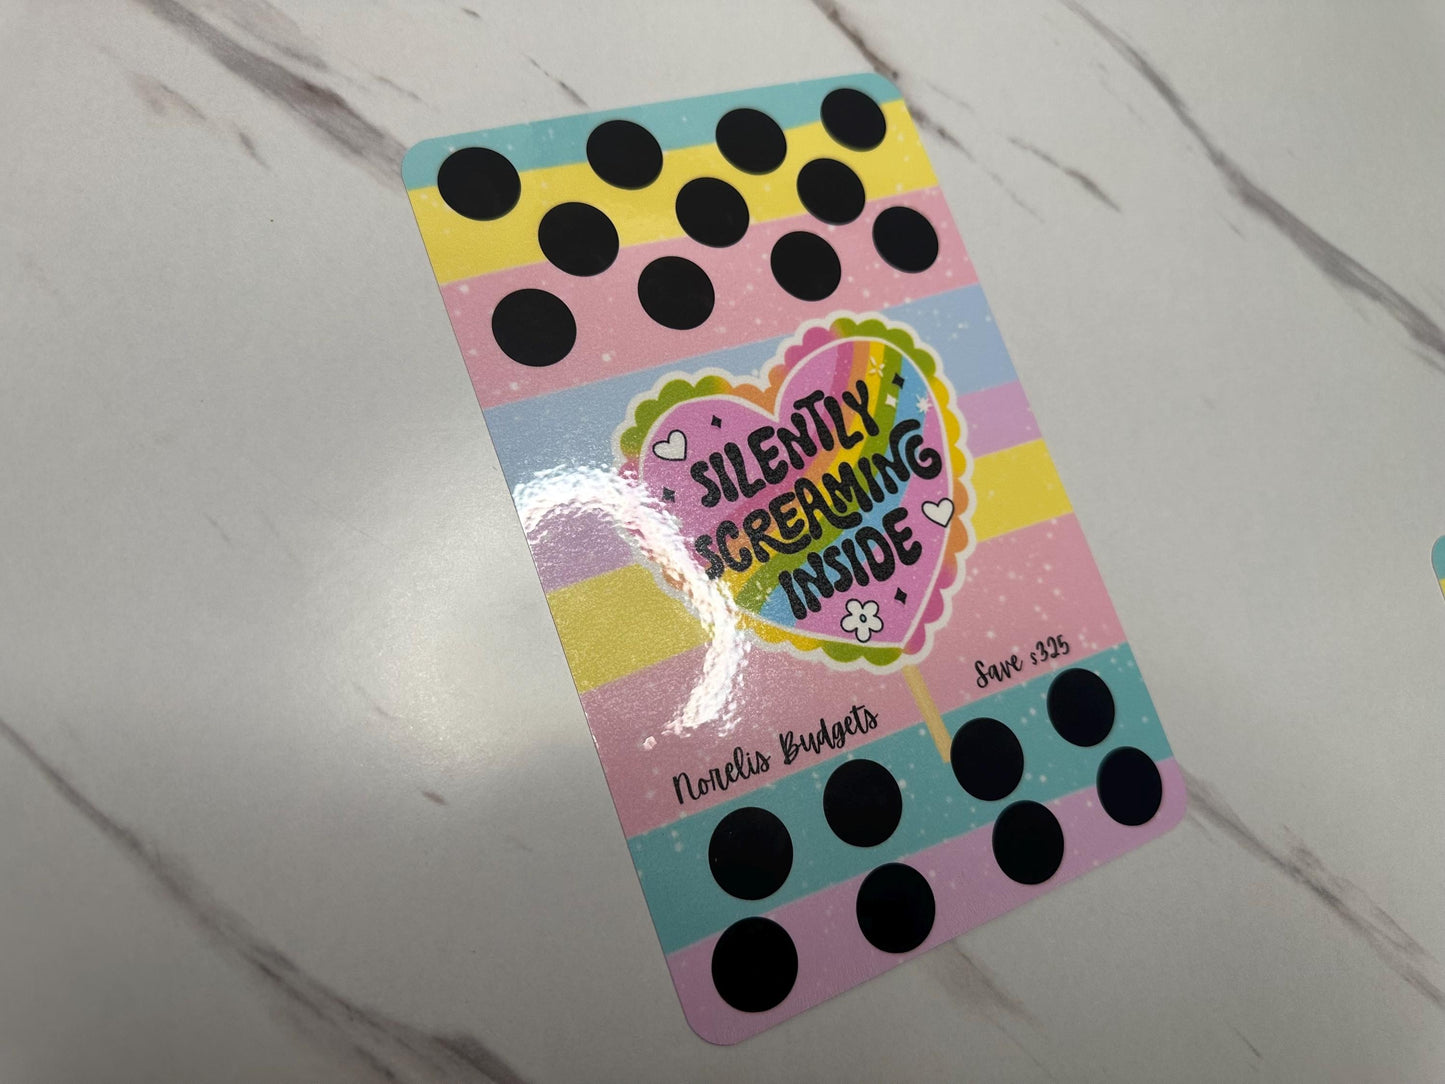 SILENTLY
SCREAMING
INSIDE
Save $325
Norelis Budgets